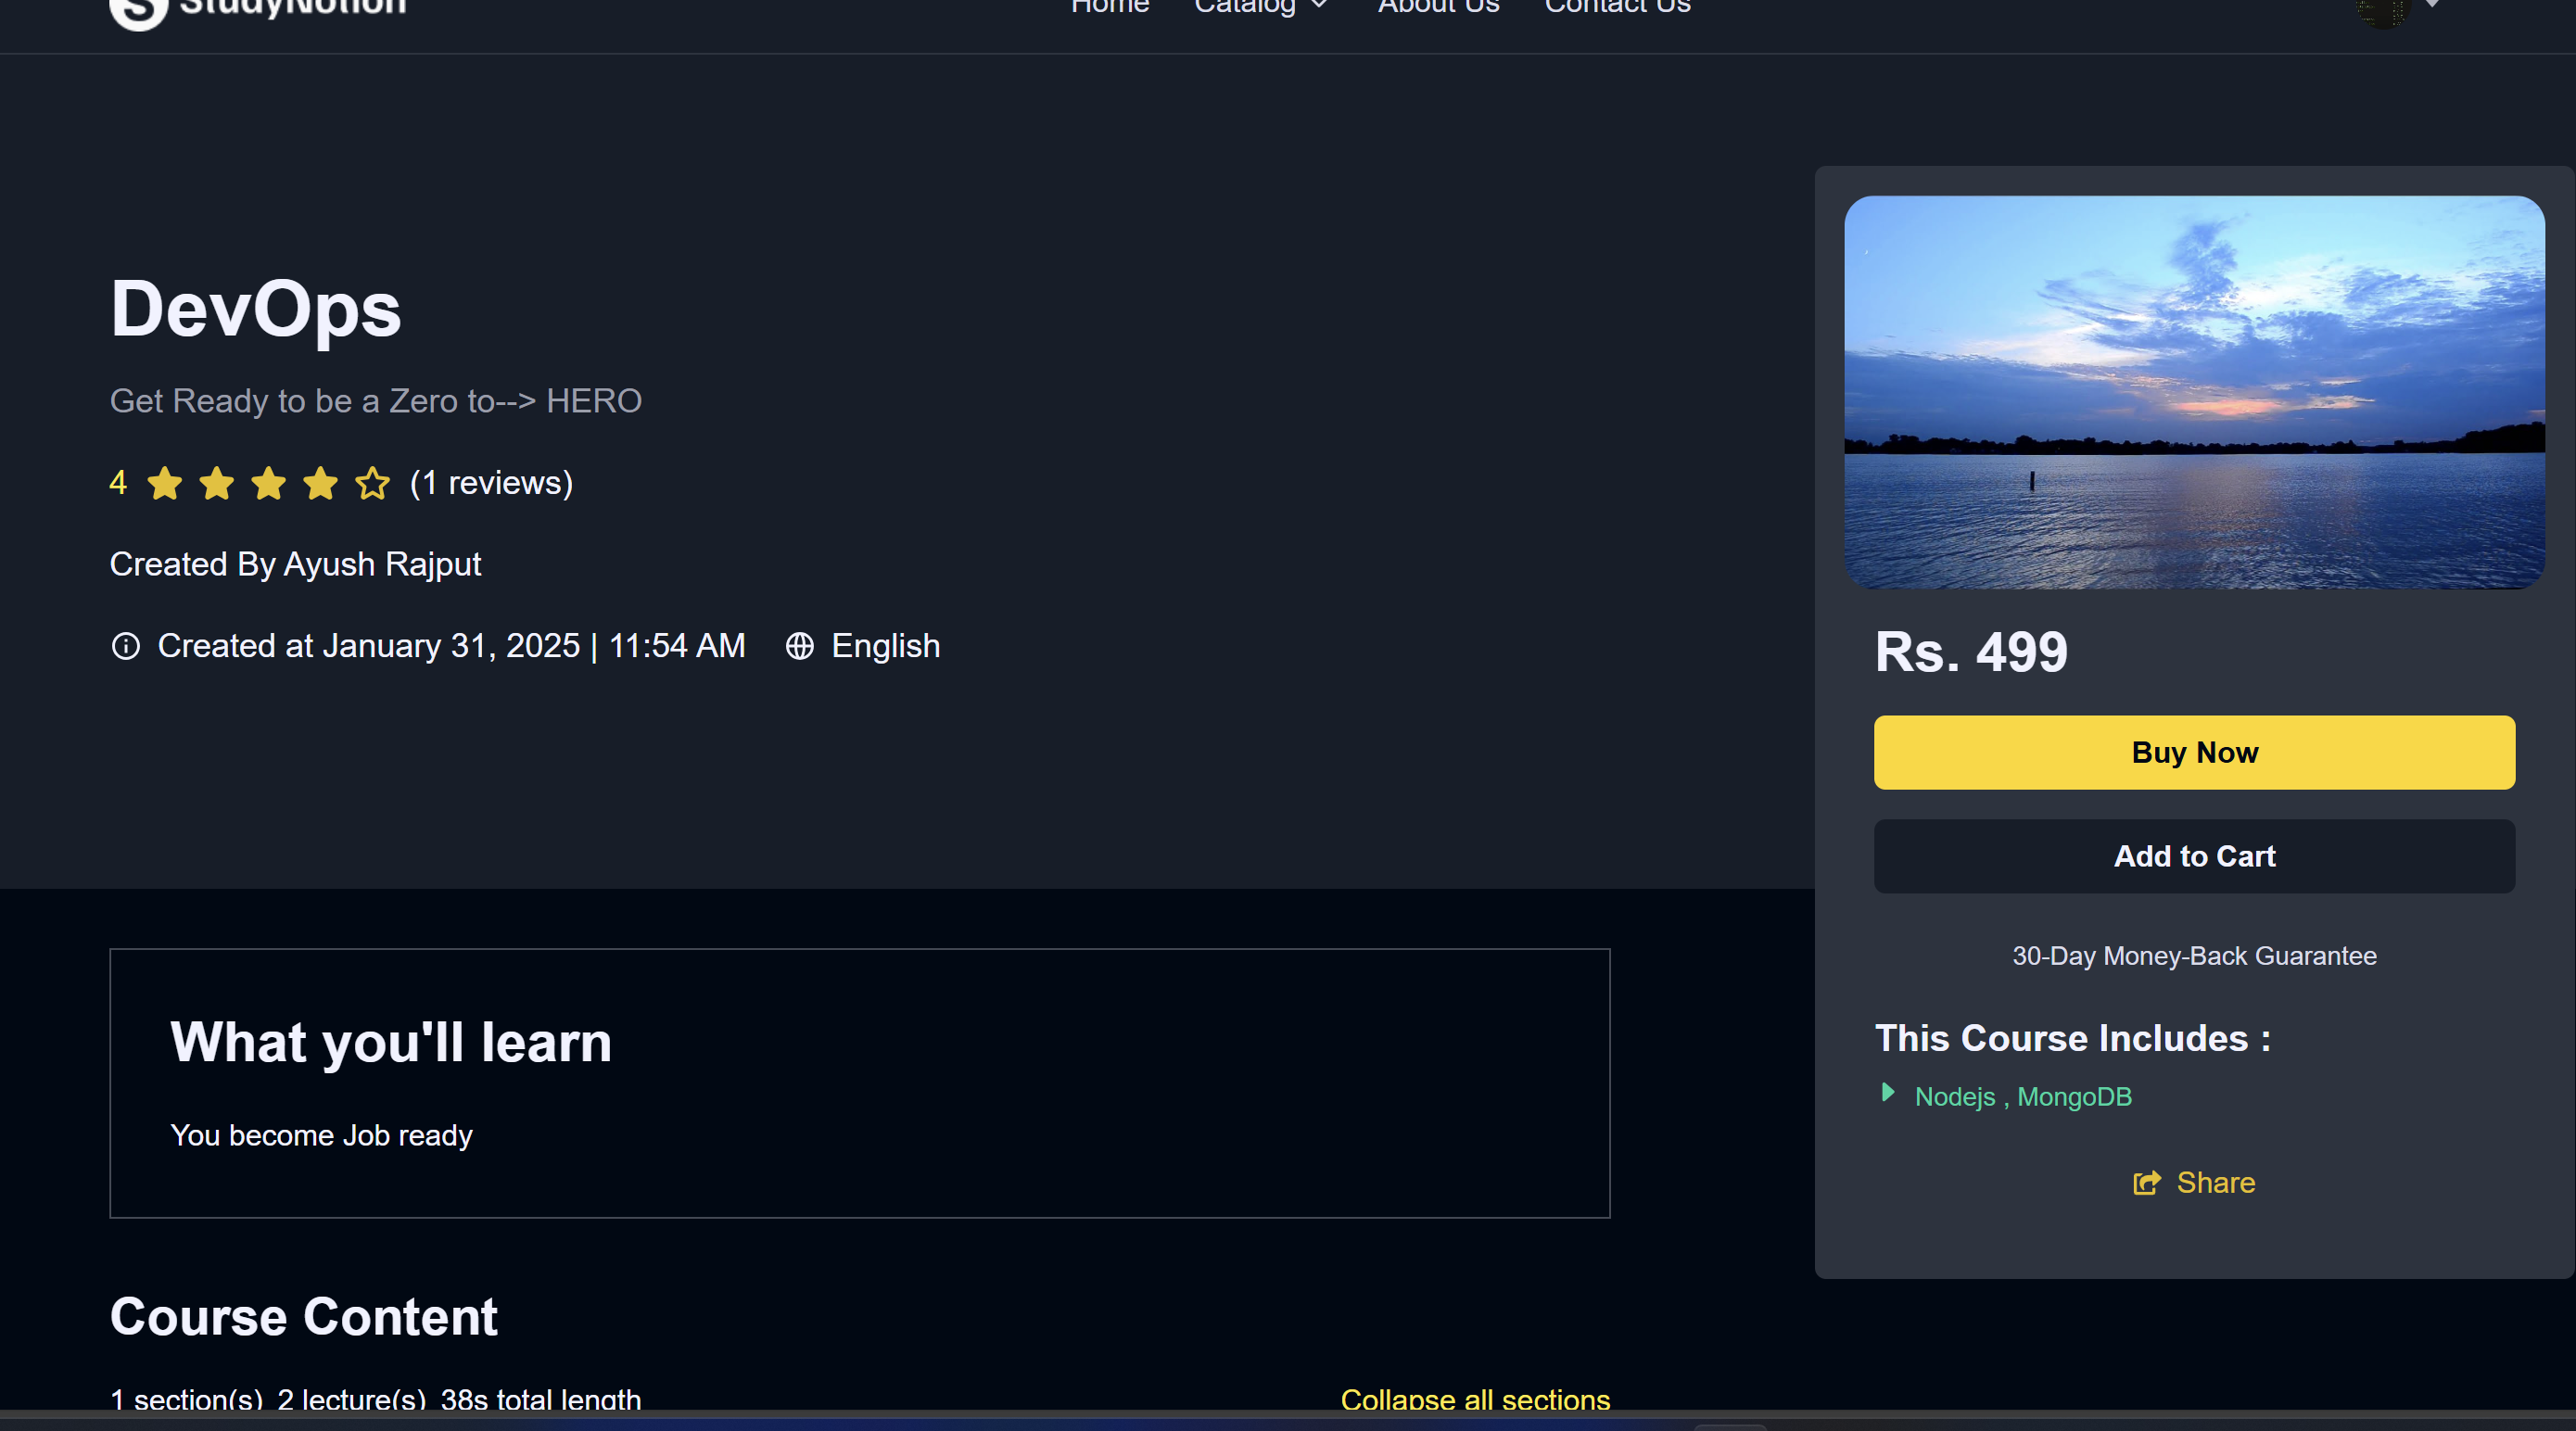 StudyNotion
Home Catalog About Us Contact Us
DevOps
Get Ready to be a Zero to--> HERO
4 (1 reviews)
Created By Ayush Rajput
Created at January 31, 2025 | 11:54 AM English
Rs. 499
Buy Now
Add to Cart
30-Day Money-Back Guarantee
This Course Includes :
Nodejs , MongoDB
Share
What you'll learn
You become Job ready
Course Content
1 section(s) 2 lecture(s) 38s total length
Collapse all sections